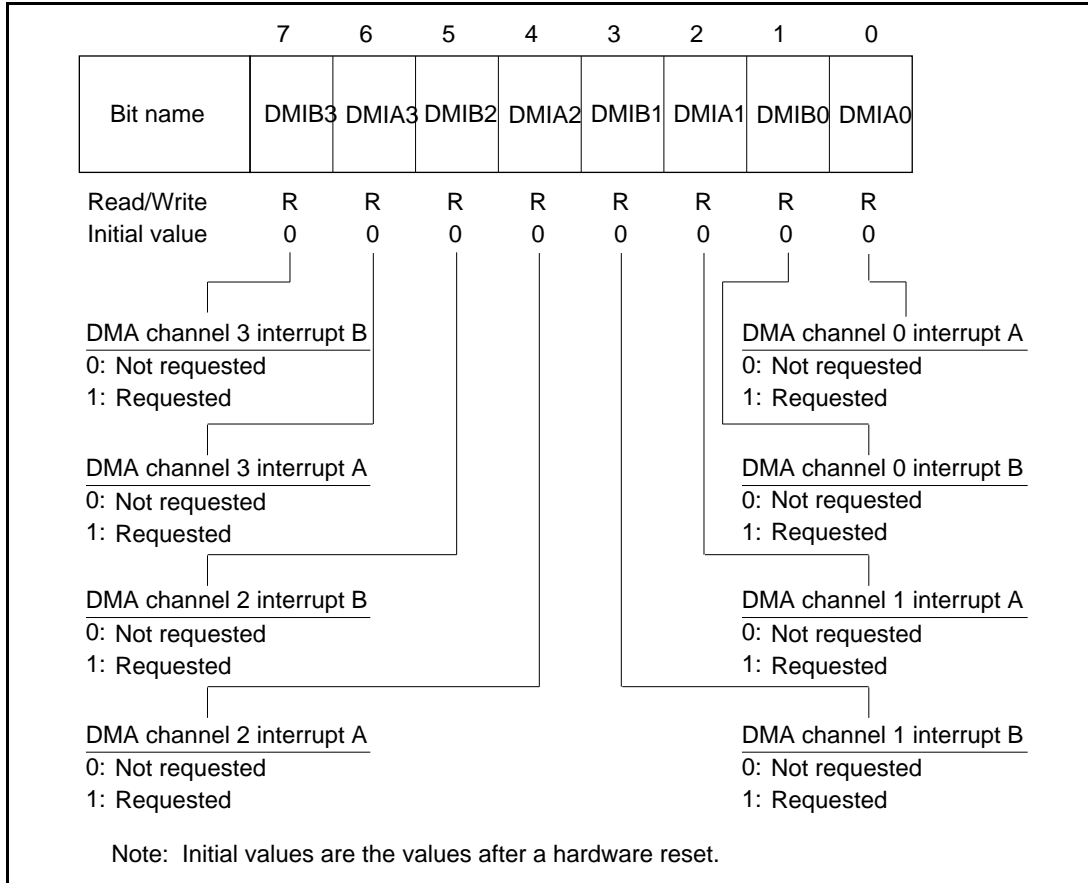 7 6 5 4 3 2 1 0
Bit name DMIB3 DMIA3 DMIB2 DMIA2 DMIB1 DMIA1 DMIB0 DMIA0
Read/Write R R R R R R R R
Initial value 0 0 0 0 0 0 0 0
DMA channel 3 interrupt B
0: Not requested
1: Requested
DMA channel 3 interrupt A
0: Not requested
1: Requested
DMA channel 2 interrupt B
0: Not requested
1: Requested
DMA channel 2 interrupt A
0: Not requested
1: Requested
DMA channel 0 interrupt A
0: Not requested
1: Requested
DMA channel 0 interrupt B
0: Not requested
1: Requested
DMA channel 1 interrupt A
0: Not requested
1: Requested
DMA channel 1 interrupt B
0: Not requested
1: Requested
Note: Initial values are the values after a hardware reset.